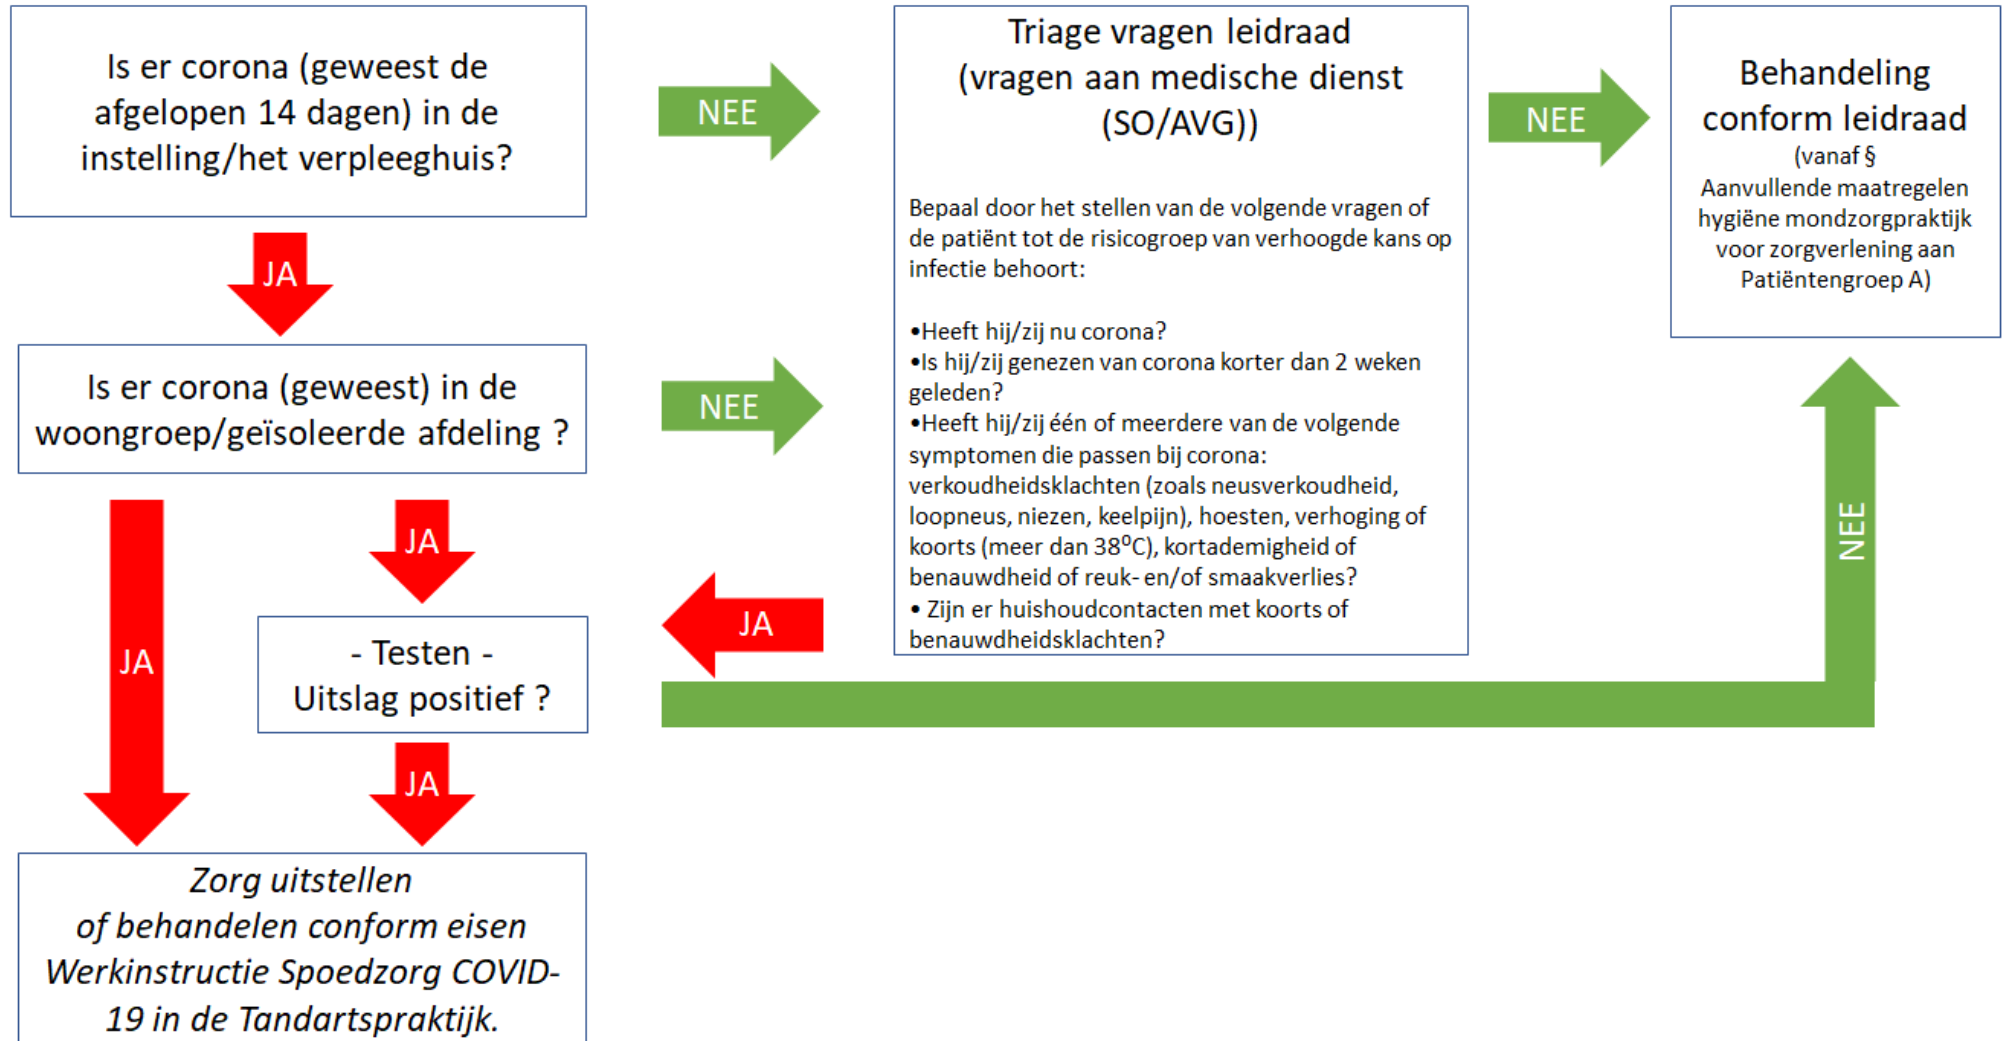 Is er corona (geweest de
afgelopen 14 dagen) in de
instelling/het verpleeghuis?
NEE
Triage vragen leidraad
(vragen aan medische dienst
(SO/AVG))
Bepaal door het stellen van de volgende vragen of
de patiënt tot de risicogroep van verhoogde kans op
infectie behoort:
•Heeft hij/zij nu corona?
•Is hij/zij genezen van corona korter dan 2 weken
geleden?
•Heeft hij/zij één of meerdere van de volgende
symptomen die passen bij corona:
verkoudheidsklachten (zoals neusverkoudheid,
loopneus, niezen, keelpijn), hoesten, verhoging of
koorts (meer dan 38⁰C), kortademigheid of
benauwdheid of reuk- en/of smaakverlies?
• Zijn er huishoudcontacten met koorts of
benauwdheidsklachten?
NEE
Behandeling
conform leidraad
(vanaf §
Aanvullende maatregelen
hygiëne mondzorgpraktijk
voor zorgverlening aan
Patiëntengroep A)
JA
Is er corona (geweest) in de
woongroep/geïsoleerde afdeling ?
NEE
JA
JA
JA
NEE
- Testen -
Uitslag positief ?
JA
Zorg uitstellen
of behandelen conform eisen
Werkinstructie Spoedzorg COVID-
19 in de Tandartspraktijk.